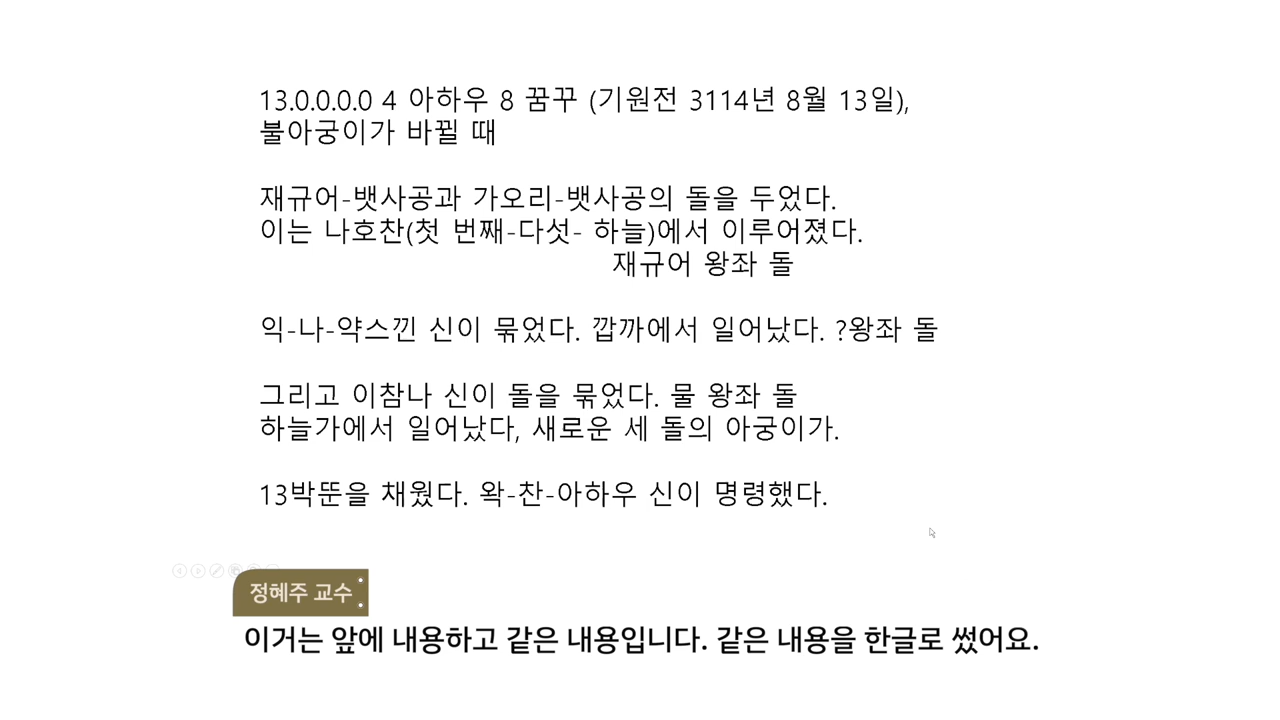 13.0.0.0.0 4 아하우 8 꿈꾸 (기원전 3114년 8월 13일),
불아궁이가 바뀔 때
재규어-뱃사공과 가오리-뱃사공의 돌을 두었다.
이는 나호찬(첫 번째-다섯- 하늘)에서 이루어졌다.
재규어 왕좌 돌
익-나-약스낀 신이 묶었다. 깝까에서 일어났다. ?왕좌 돌
그리고 이참나 신이 돌을 묶었다. 물 왕좌 돌
하늘가에서 일어났다, 새로운 세 돌의 아궁이가.
13박뚠을 채웠다. 왁-찬-아하우 신이 명령했다.
정혜주 교수
이거는 앞에 내용하고 같은 내용입니다. 같은 내용을 한글로 썼어요.